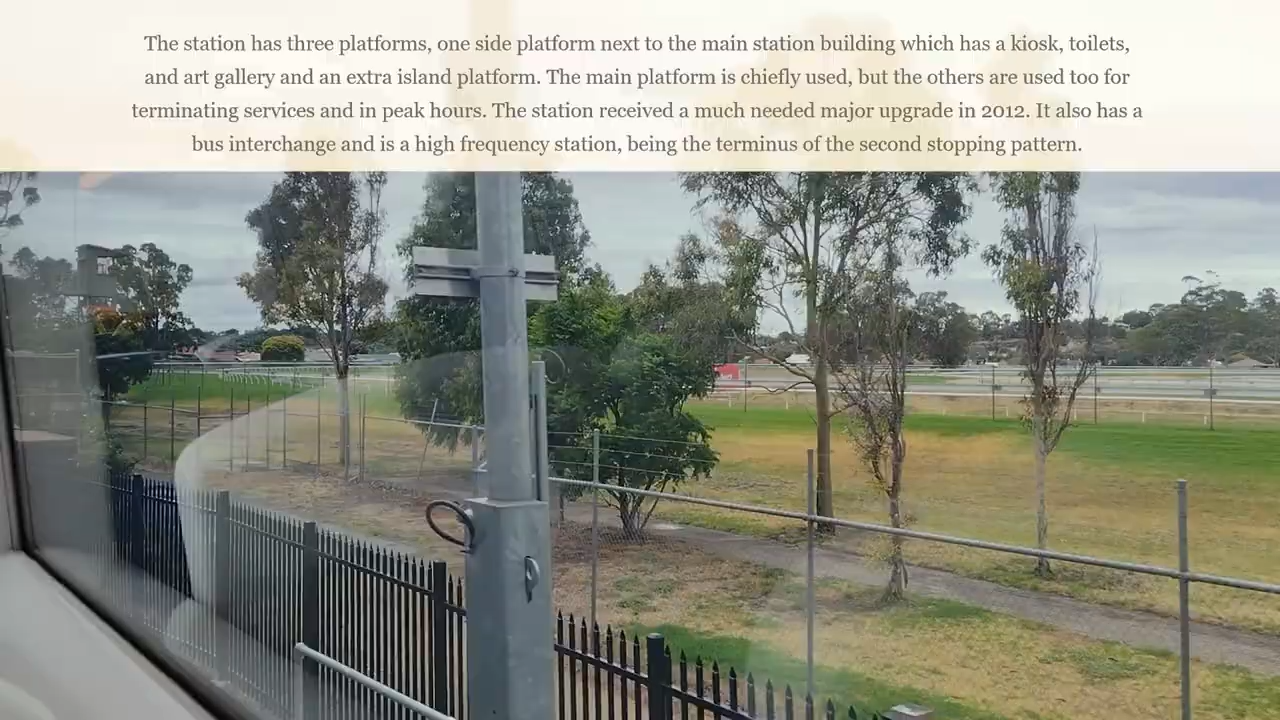 The station has three platforms, one side platform next to the main station building which has a kiosk, toilets,
and art gallery and an extra island platform. The main platform is chiefly used, but the others are used too for
terminating services and in peak hours. The station received a much needed major upgrade in 2012. It also has a
bus interchange and is a high frequency station, being the terminus of the second stopping pattern.